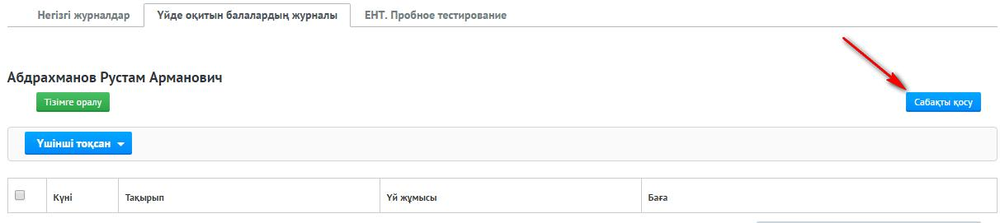 Негізгі журналдар Үйде оқитын балалардың журналы ЕНТ. Пробное тестирование
Абдрахманов Рустам Арманович
Тізімге оралу Сабақты қосу
Үшінші тоқсан
Күні Тақырып Үй жұмысы Баға